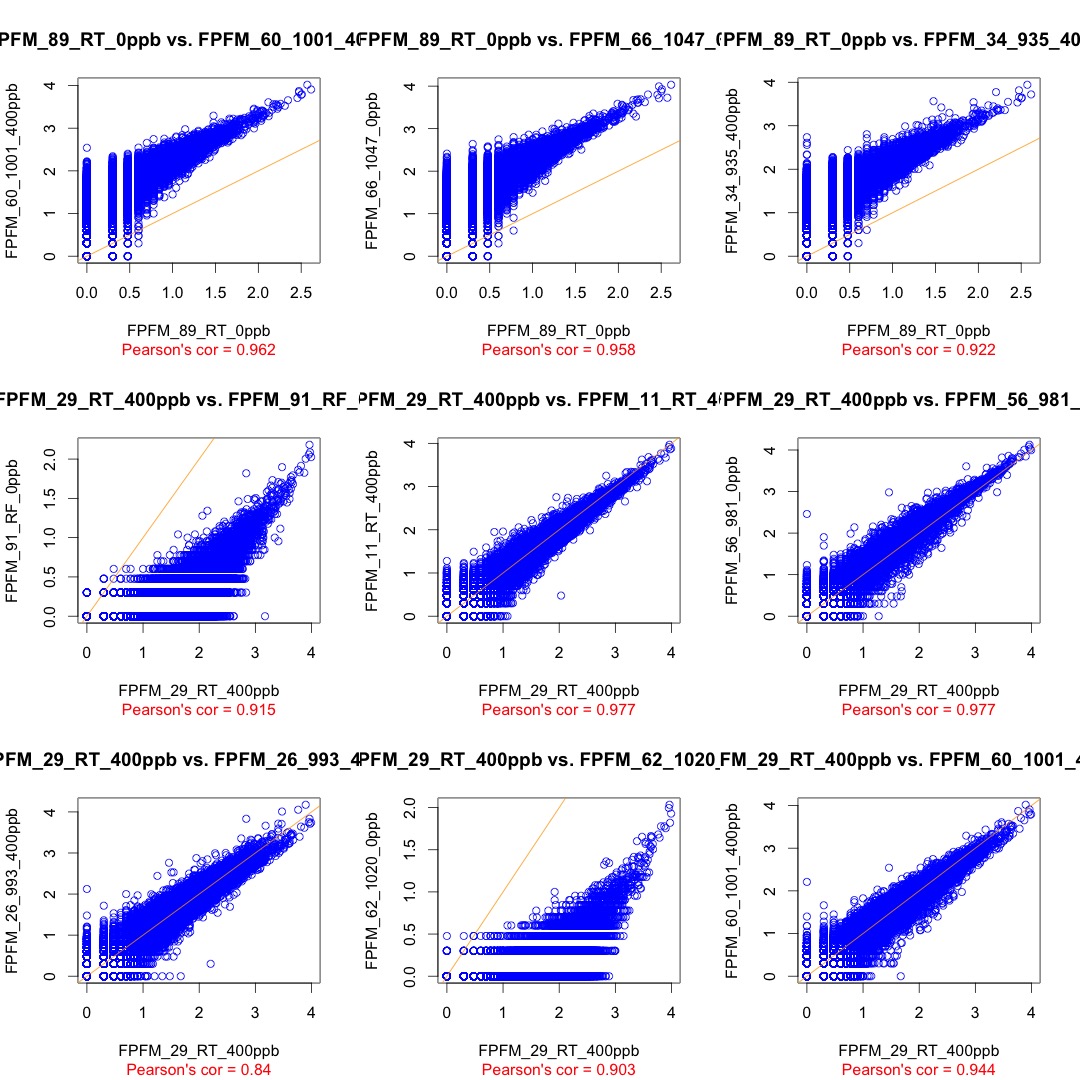 PFM_89_RT_0ppb vs. FPFM_60_1001_40
FPFM_89_RT_0ppb vs. FPFM_66_1047_0
FPFM_89_RT_0ppb vs. FPFM_34_935_40
FPFM_60_1001_400ppb
0 1 2 3 4
0.0 0.5 1.0 1.5 2.0 2.5
FPFM_89_RT_0ppb
Pearson's cor = 0.962
FPFM_66_1047_0ppb
0 1 2 3 4
0.0 0.5 1.0 1.5 2.0 2.5
FPFM_89_RT_0ppb
Pearson's cor = 0.958
FPFM_34_935_400ppb
0 1 2 3 4
0.0 0.5 1.0 1.5 2.0 2.5
FPFM_89_RT_0ppb
Pearson's cor = 0.922
FPFM_29_RT_400ppb vs. FPFM_91_RF_
PFM_29_RT_400ppb vs. FPFM_11_RT_40
FPFM_29_RT_400ppb vs. FPFM_56_981_
FPFM_91_RF_0ppb
0.0 0.5 1.0 1.5 2.0
0 1 2 3 4
FPFM_29_RT_400ppb
Pearson's cor = 0.915
FPFM_11_RT_400ppb
0 1 2 3 4
0 1 2 3 4
FPFM_29_RT_400ppb
Pearson's cor = 0.977
FPFM_56_981_0ppb
0 1 2 3 4
0 1 2 3 4
FPFM_29_RT_400ppb
Pearson's cor = 0.977
PFM_29_RT_400ppb vs. FPFM_26_993_4
PFM_29_RT_400ppb vs. FPFM_62_1020_
FPFM_29_RT_400ppb vs. FPFM_60_1001_4
FPFM_26_993_400ppb
0 1 2 3 4
0 1 2 3 4
FPFM_29_RT_400ppb
Pearson's cor = 0.84
FPFM_62_1020_0ppb
0.0 0.5 1.0 1.5 2.0
0 1 2 3 4
FPFM_29_RT_400ppb
Pearson's cor = 0.903
FPFM_60_1001_400ppb
0 1 2 3 4
0 1 2 3 4
FPFM_29_RT_400ppb
Pearson's cor = 0.944